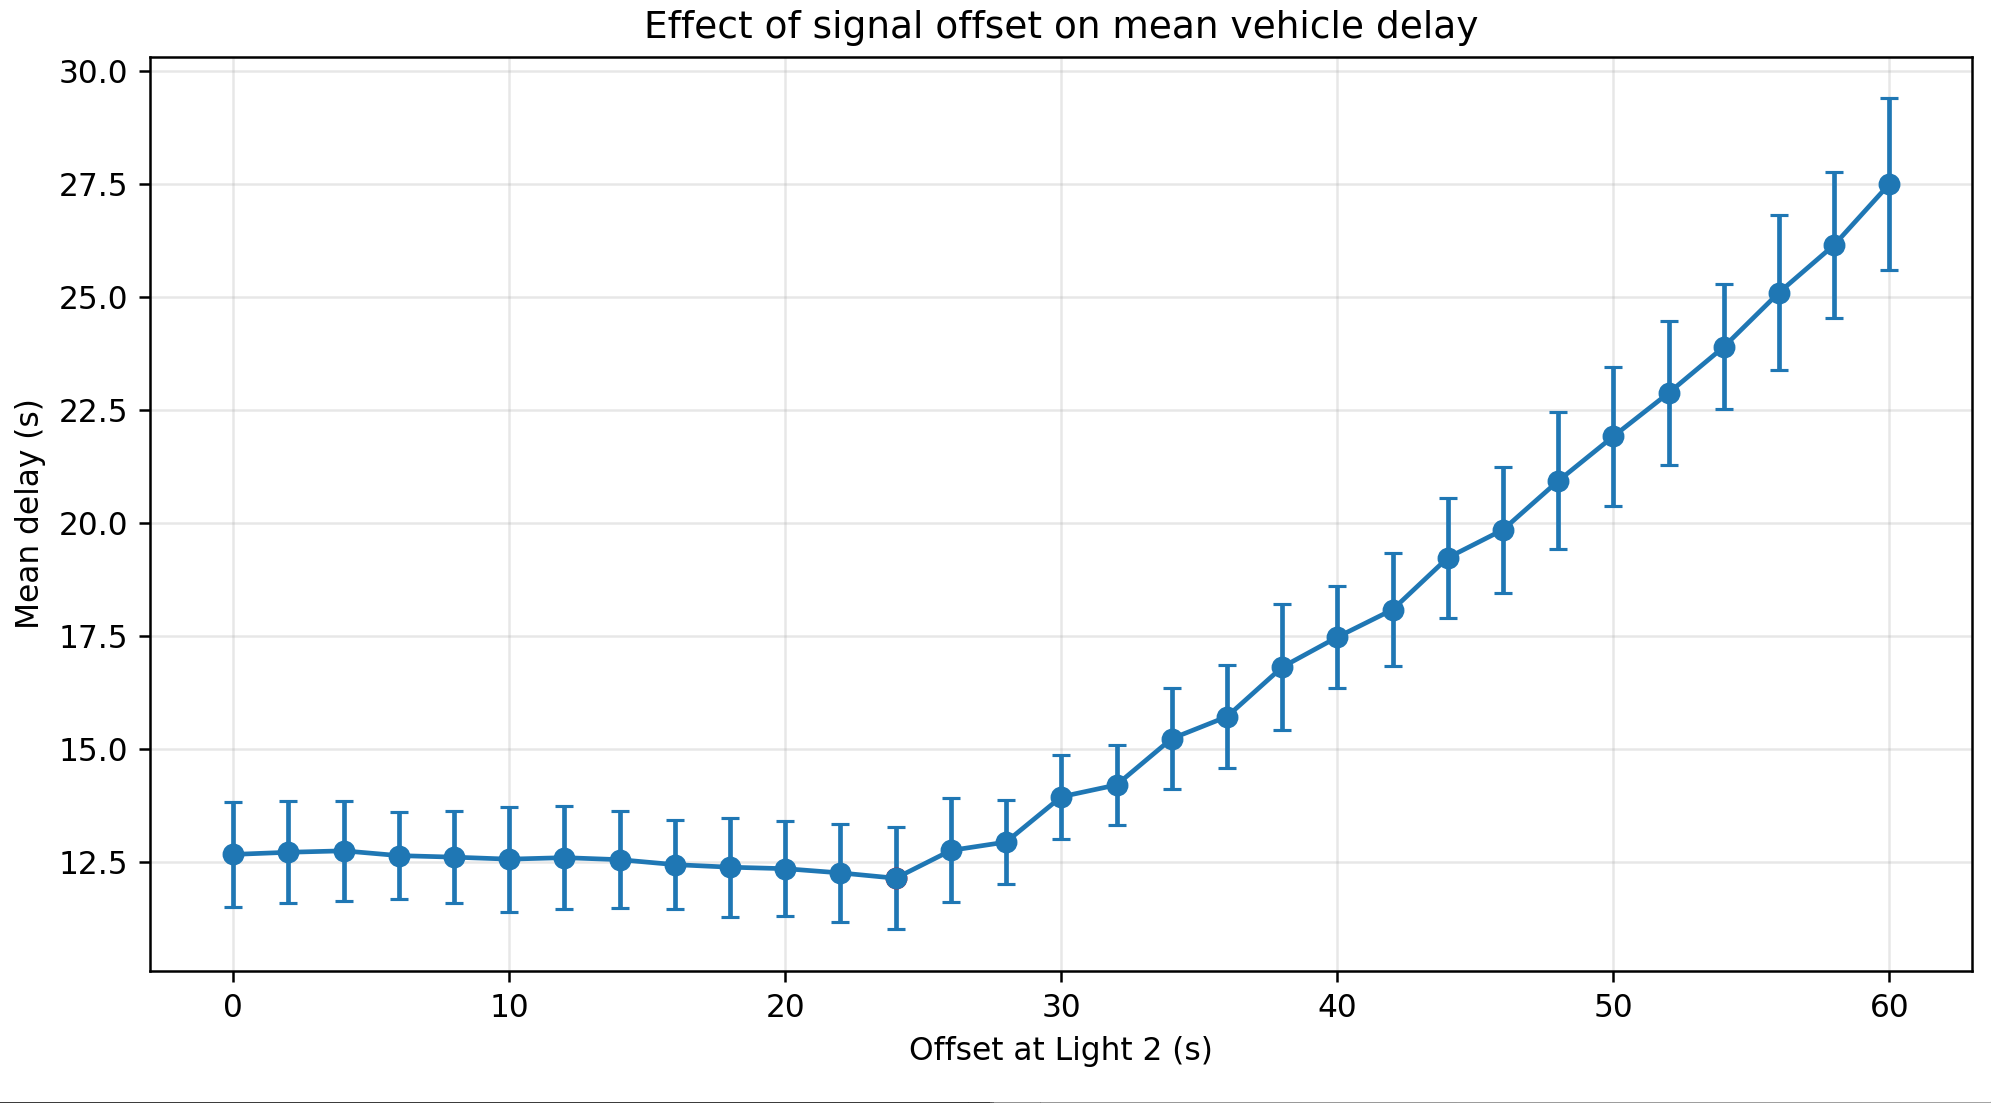 Effect of signal offset on mean vehicle delay
30.0
27.5
25.0
22.5
20.0
17.5
15.0
12.5
Mean delay (s)
0 10 20 30 40 50 60
Offset at Light 2 (s)